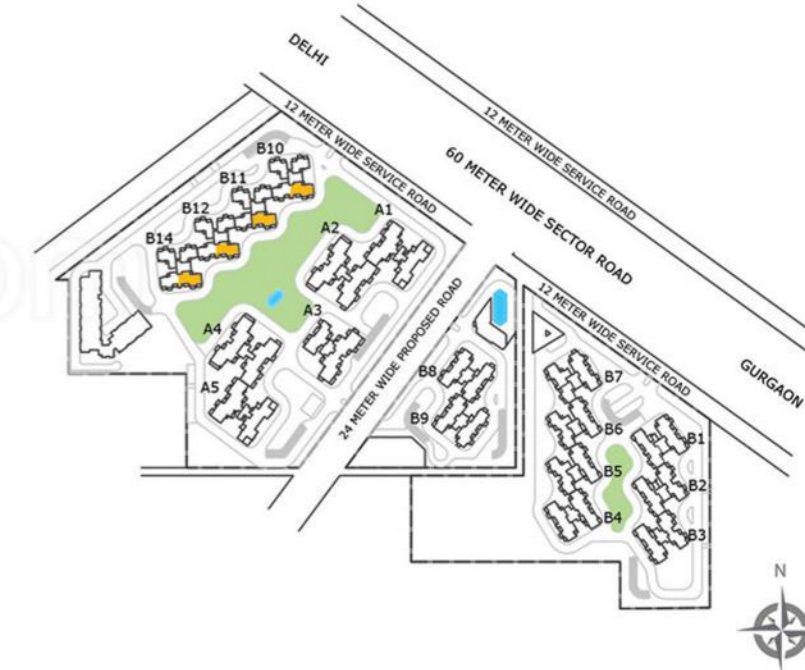 DELHI
12 METER WIDE SERVICE ROAD
12 METER WIDE SERVICE ROAD
60 METER WIDE SECTOR ROAD
B10
B11
B12
B14
A1
A2
A3
A4
A5
24 METER WIDE PROPOSED ROAD
12 METER WIDE SERVICE ROAD
GURGAON
B8
B9
B7
B6
B5
B4
B1
B2
B3
N